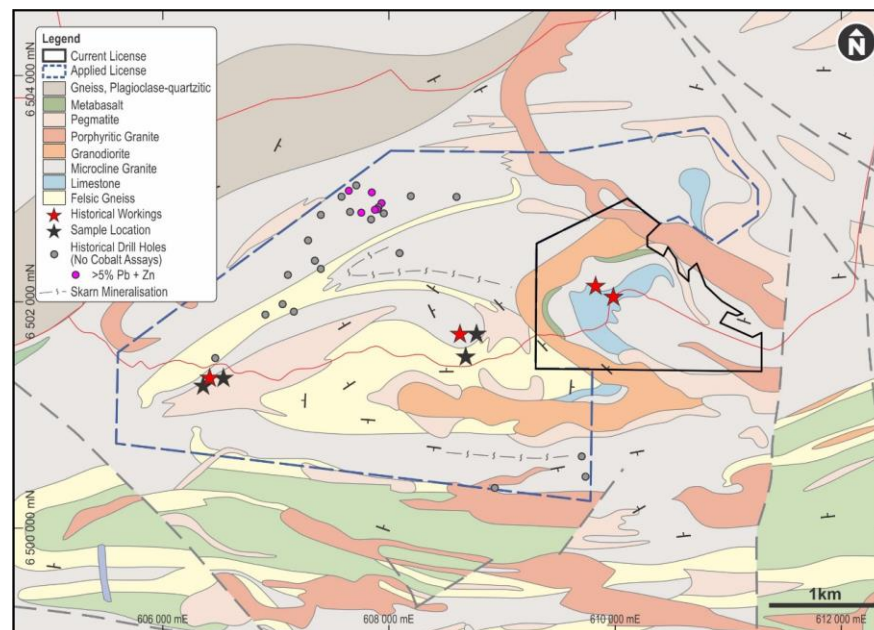 Legend
Current License
Applied License
Gneiss, Plagioclase-quartzitic
Metabasalt
Pegmatite
Porphyritic Granite
Granodiorite
Microcline Granite
Limestone
Felsic Gneiss
Historical Workings
Sample Location
Historical Drill Holes
(No Cobalt Assays)
>5% Pb + Zn
Skarn Mineralisation
N
6 504 000 mN
6 502 000 mN
6 500 000 mN
606 000 mE
608 000 mE
610 000 mE
612 000 mE
1km